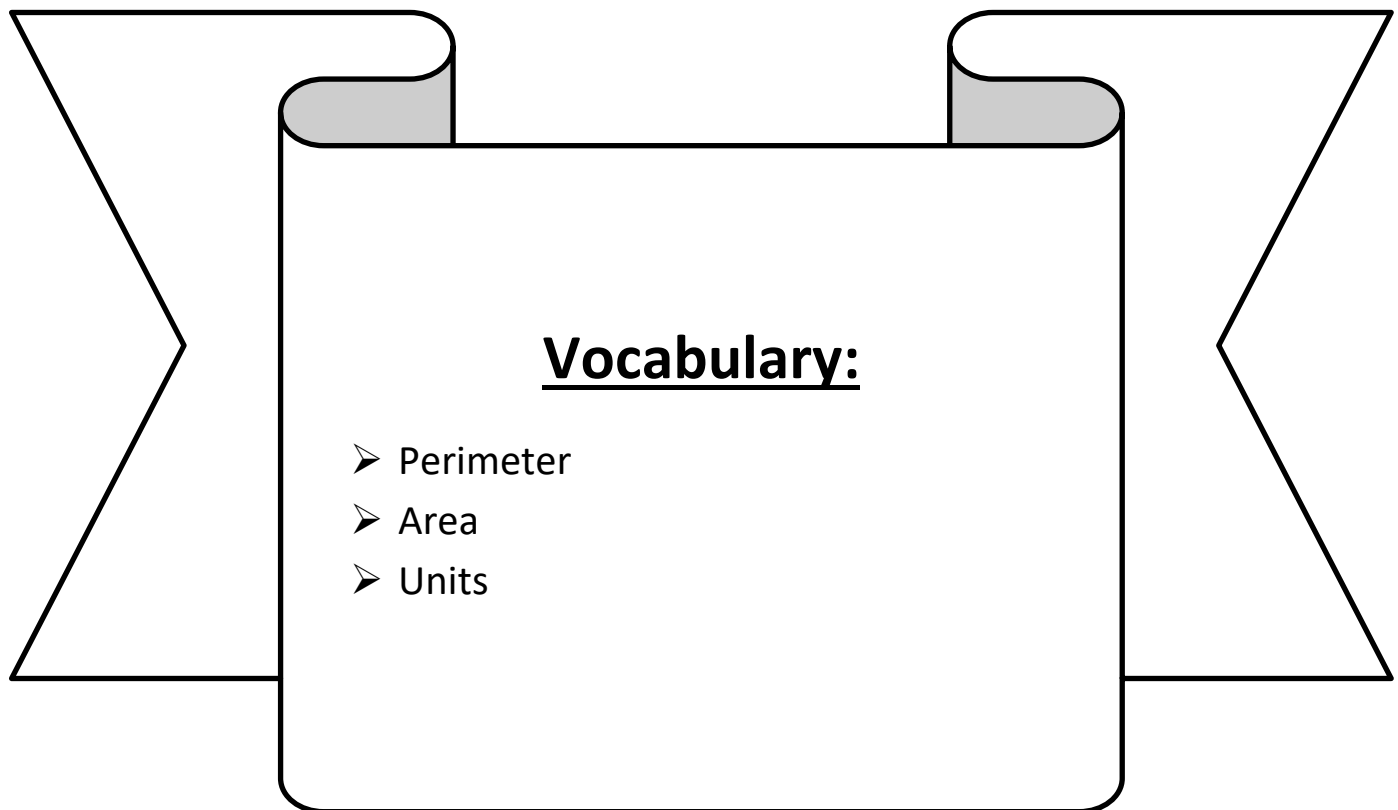 Vocabulary:
➢ Perimeter
➢ Area
➢ Units